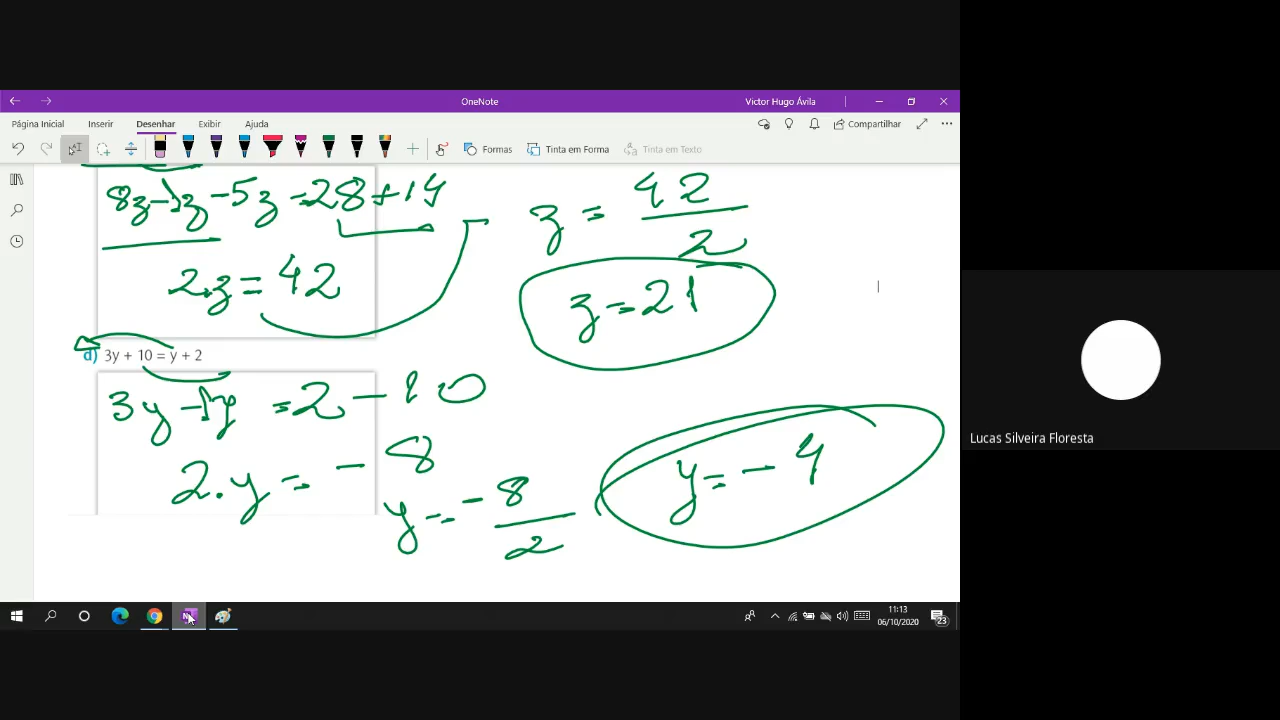 OneNote
Victor Hugo Ávila
Página Inicial Inserir Desenhar Exibir Ajuda
Compartilhar
Formas Tinta em Forma Tinta em Texto
8z-1z-5z=28+14
2.z=42
z=42/2
z=21
d) 3y + 10 = y + 2
3y-1y =2-10
2.y=-8
y=-8/2
y=-4
Lucas Silveira Floresta
11:13
06/10/2020
23